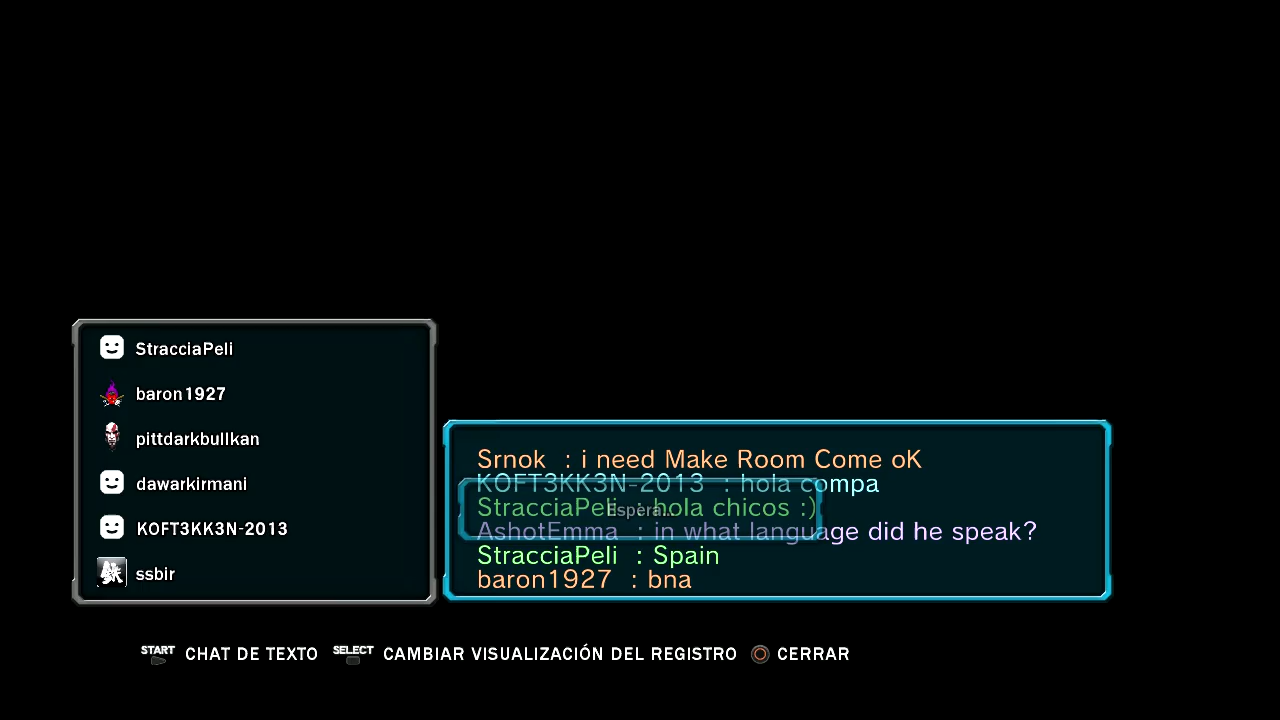 StracciaPeli
baron1927
pittdarkbullkan
dawarkirmani
KOFT3KK3N-2013
ssbir
Srnok : i need Make Room Come oK
KOFT3KK3N-2013 : hola compa
StracciaPeli : hola chicos :)
Espera...
AshotEmma : in what language did he speak?
StracciaPeli : Spain
baron1927 : bna
START CHAT DE TEXTO SELECT CAMBIAR VISUALIZACIÓN DEL REGISTRO CERRAR